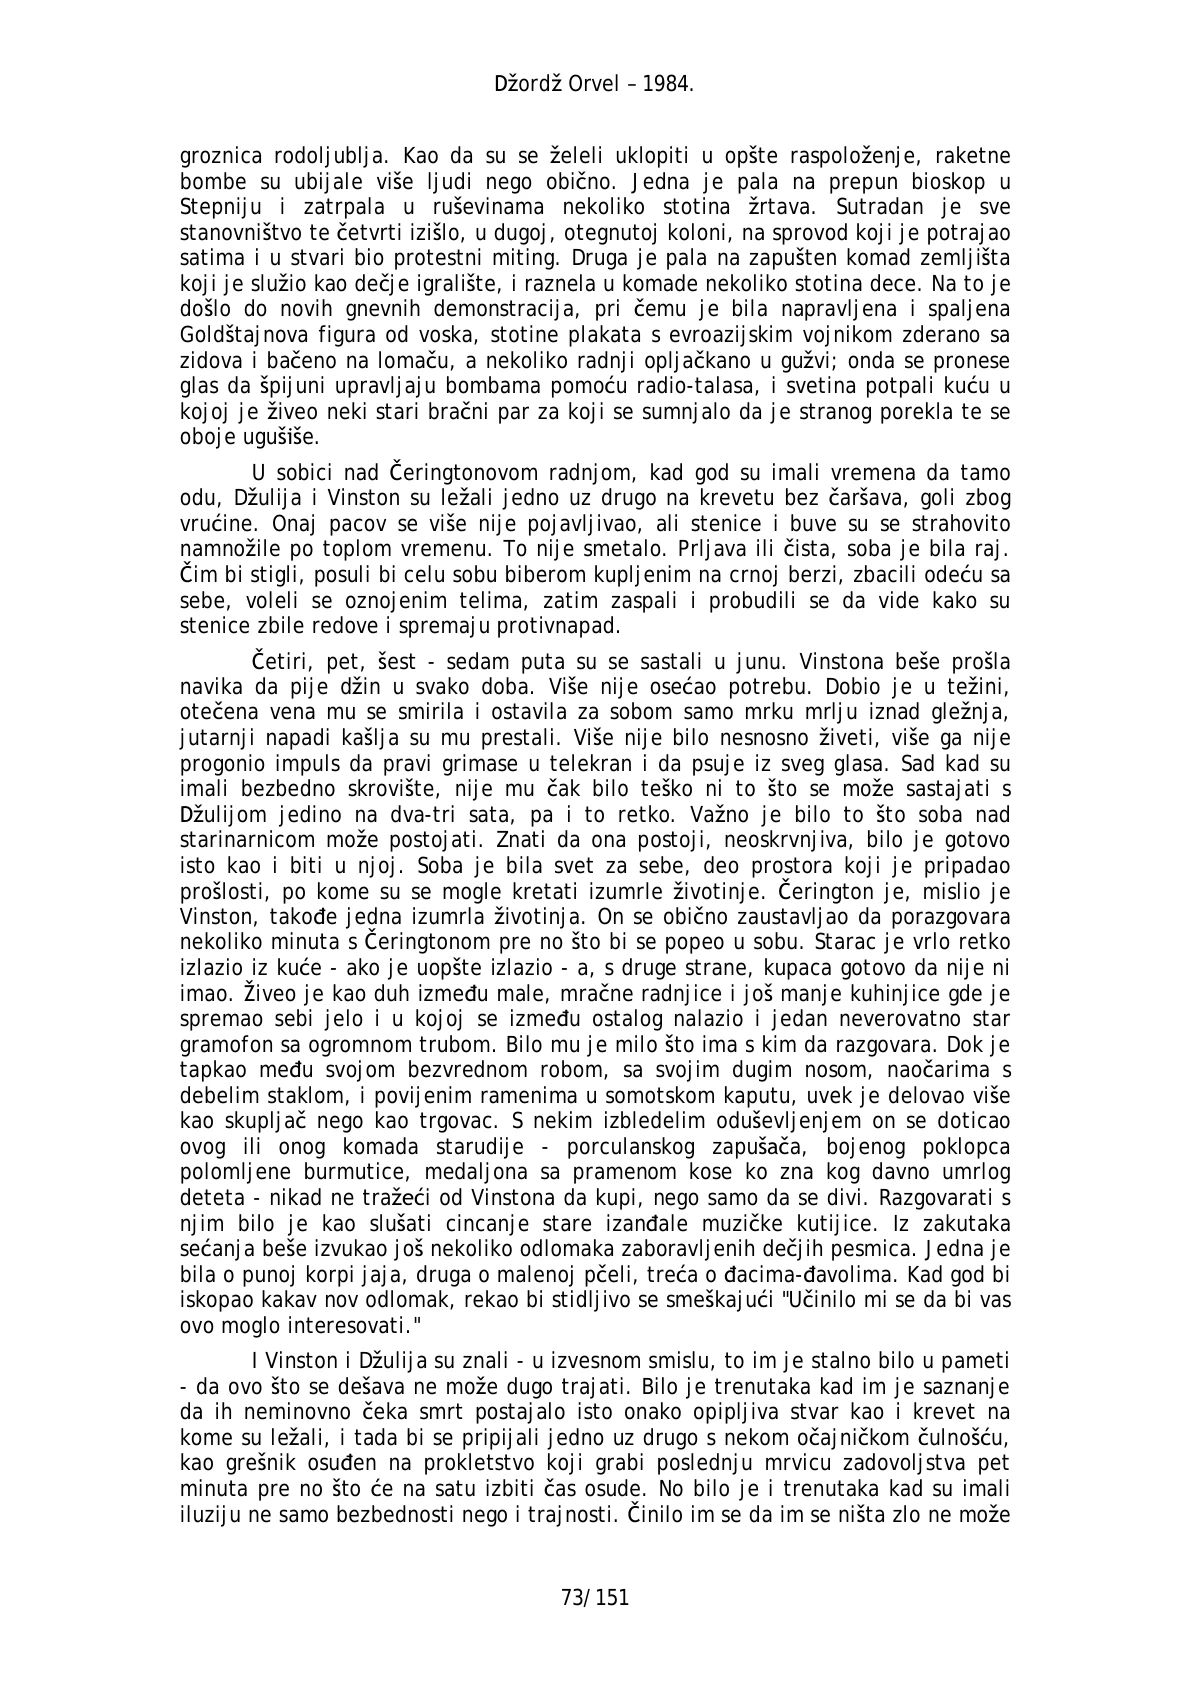 Džordž Orvel – 1984.
groznica rodoljublja. Kao da su se želeli uklopiti u opšte raspoloženje, raketne
bombe su ubijale više ljudi nego obično. Jedna je pala na prepun bioskop u
Stepniju i zatrpala u ruševinama nekoliko stotina žrtava. Sutradan je sve
stanovništvo te četvrti izišlo, u dugoj, otegnutoj koloni, na sprovod koji je potrajao
satima i u stvari bio protestni miting. Druga je pala na zapušten komad zemljišta
koji je služio kao dečje igralište, i raznela u komade nekoliko stotina dece. Na to je
došlo do novih gnevnih demonstracija, pri čemu je bila napravljena i spaljena
Goldštajnova figura od voska, stotine plakata s evroazijskim vojnikom zderano sa
zidova i bačeno na lomaču, a nekoliko radnji opljačkano u gužvi; onda se pronese
glas da špijuni upravljaju bombama pomoću radio-talasa, i svetina potpali kuću u
kojoj je živeo neki stari bračni par za koji se sumnjalo da je stranog porekla te se
oboje ugušiše.
U sobici nad Čeringtonovom radnjom, kad god su imali vremena da tamo
odu, Džulija i Vinston su ležali jedno uz drugo na krevetu bez čaršava, goli zbog
vrućine. Onaj pacov se više nije pojavljivao, ali stenice i buve su se strahovito
namnožile po toplom vremenu. To nije smetalo. Prljava ili čista, soba je bila raj.
Čim bi stigli, posuli bi celu sobu biberom kupljenim na crnoj berzi, zbacili odeću sa
sebe, voleli se oznojenim telima, zatim zaspali i probudili se da vide kako su
stenice zbile redove i spremaju protivnapad.
Četiri, pet, šest - sedam puta su se sastali u junu. Vinstona beše prošla
navika da pije džin u svako doba. Više nije osećao potrebu. Dobio je u težini,
otečena vena mu se smirila i ostavila za sobom samo mrku mrlju iznad gležnja,
jutarnji napadi kašlja su mu prestali. Više nije bilo nesnosno živeti, više ga nije
progonio impuls da pravi grimase u telekran i da psuje iz sveg glasa. Sad kad su
imali bezbedno skrovište, nije mu čak bilo teško ni to što se može sastajati s
Džulijom jedino na dva-tri sata, pa i to retko. Važno je bilo to što soba nad
starinarnicom može postojati. Znati da ona postoji, neoskrvnjiva, bilo je gotovo
isto kao i biti u njoj. Soba je bila svet za sebe, deo prostora koji je pripadao
prošlosti, po kome su se mogle kretati izumrle životinje. Čerington je, mislio je
Vinston, takođe jedna izumrla životinja. On se obično zaustavljao da porazgovara
nekoliko minuta s Čeringtonom pre no što bi se popeo u sobu. Starac je vrlo retko
izlazio iz kuće - ako je uopšte izlazio - a, s druge strane, kupaca gotovo da nije ni
imao. Živeo je kao duh između male, mračne radnjice i još manje kuhinjice gde je
spremao sebi jelo i u kojoj se između ostalog nalazio i jedan neverovatno star
gramofon sa ogromnom trubom. Bilo mu je milo što ima s kim da razgovara. Dok je
tapkao među svojom bezvrednom robom, sa svojim dugim nosom, naočarima s
debelim staklom, i povijenim ramenima u somotskom kaputu, uvek je delovao više
kao skupljač nego kao trgovac. S nekim izbledelim oduševljenjem on se doticao
ovog ili onog komada starudije - porculanskog zapušača, bojenog poklopca
polomljene burmutice, medaljona sa pramenom kose ko zna kog davno umrlog
deteta - nikad ne tražeći od Vinstona da kupi, nego samo da se divi. Razgovarati s
njim bilo je kao slušati cincanje stare izanđale muzičke kutijice. Iz zakutaka
sećanja beše izvukao još nekoliko odlomaka zaboravljenih dečjih pesmica. Jedna je
bila o punoj korpi jaja, druga o malenoj pčeli, treća o đacima-đavolima. Kad god bi
iskopao kakav nov odlomak, rekao bi stidljivo se smeškajući "Učinilo mi se da bi vas
ovo moglo interesovati."
I Vinston i Džulija su znali - u izvesnom smislu, to im je stalno bilo u pameti
- da ovo što se dešava ne može dugo trajati. Bilo je trenutaka kad im je saznanje
da ih neminovno čeka smrt postajalo isto onako opipljiva stvar kao i krevet na
kome su ležali, i tada bi se pripijali jedno uz drugo s nekom očajničkom čulnošću,
kao grešnik osuđen na prokletstvo koji grabi poslednju mrvicu zadovoljstva pet
minuta pre no što će na satu izbiti čas osude. No bilo je i trenutaka kad su imali
iluziju ne samo bezbednosti nego i trajnosti. Činilo im se da im se ništa zlo ne može
73/151